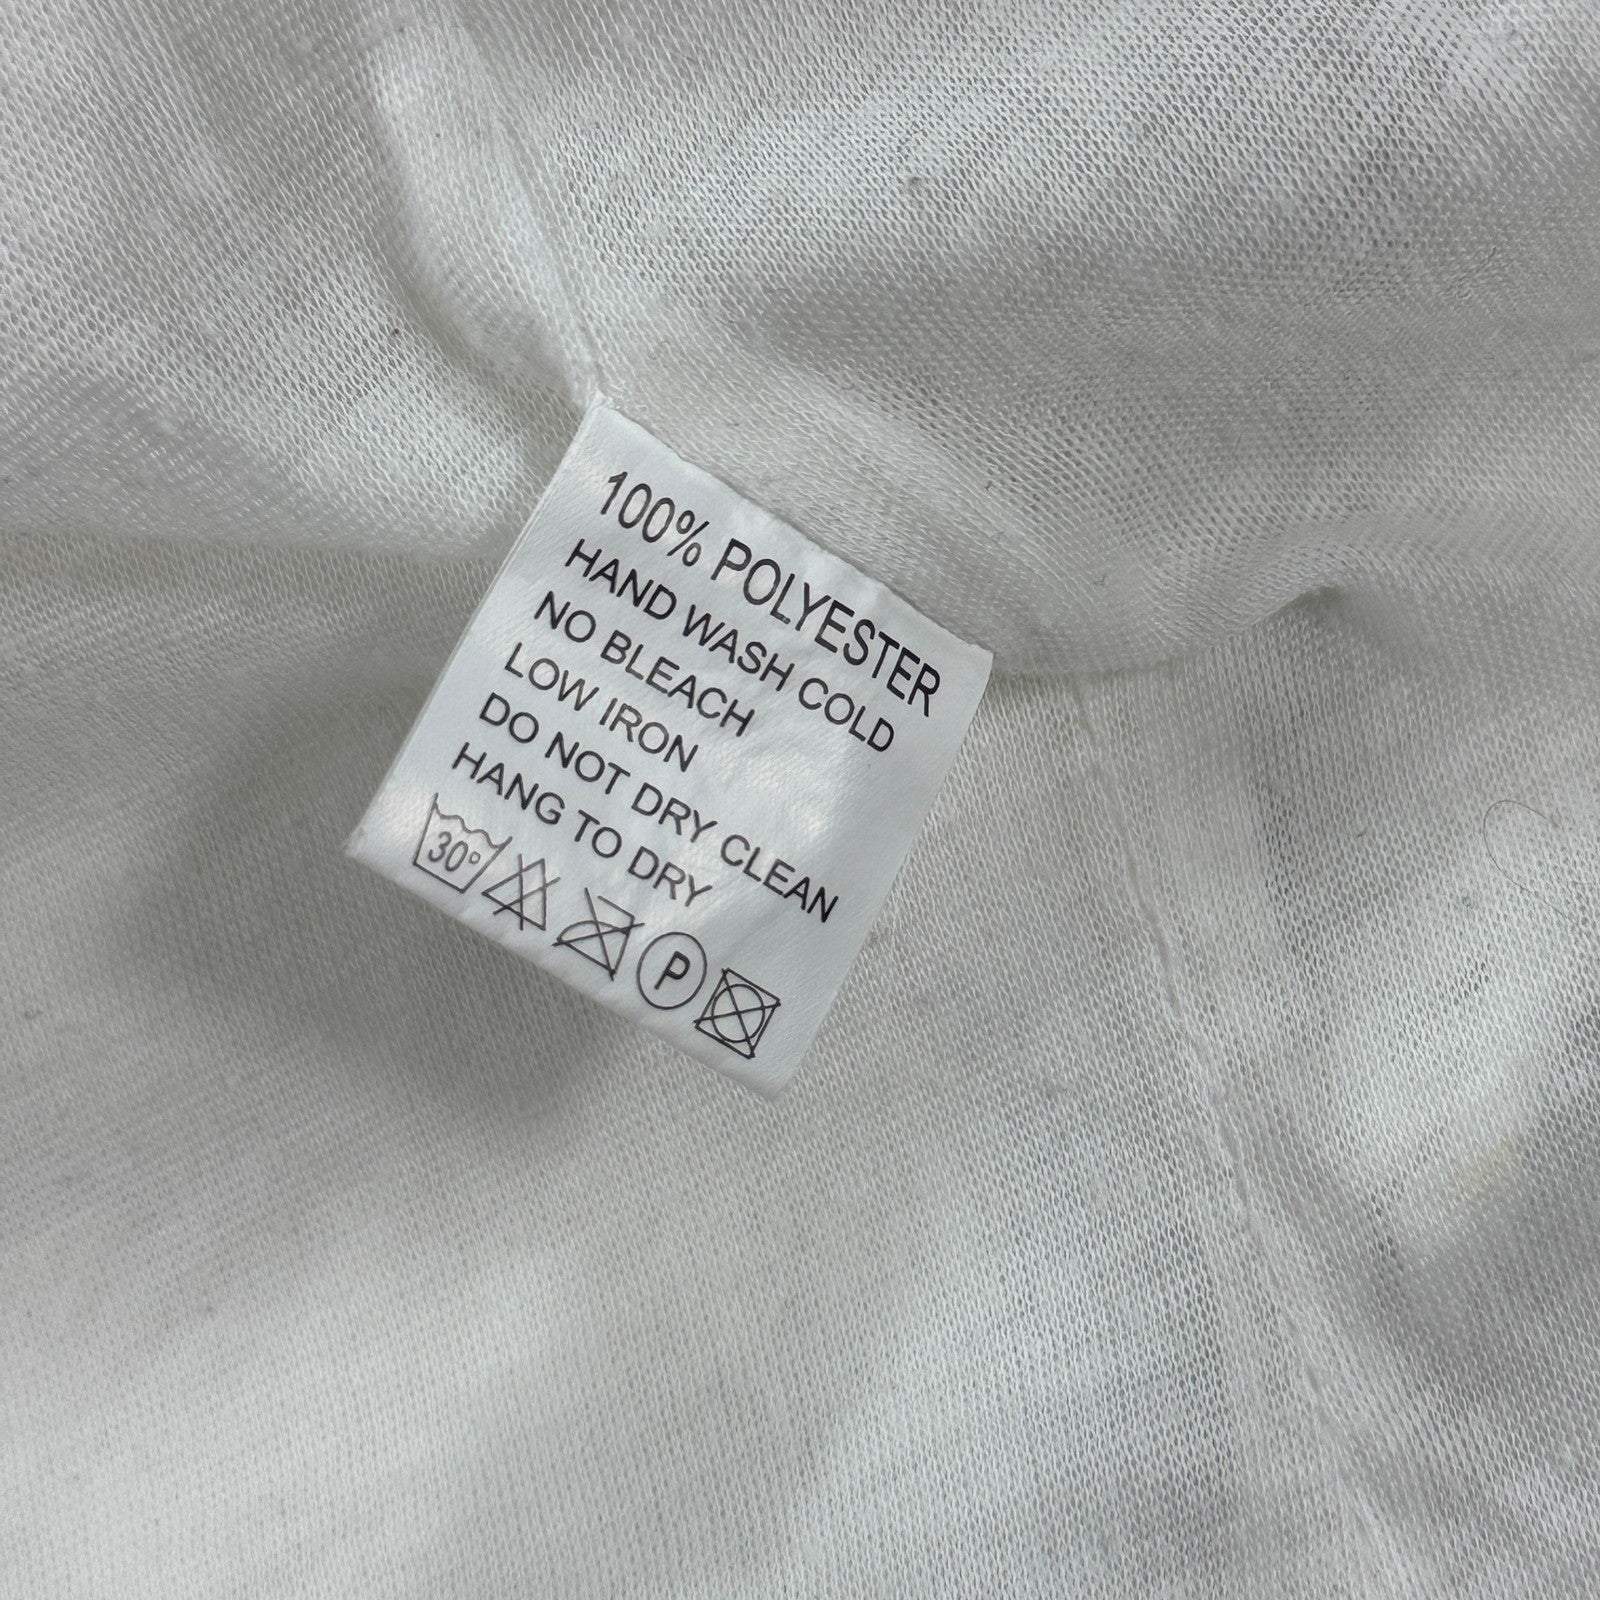 100% POLYESTER
HAND WASH COLD
NO BLEACH
LOW IRON
DO NOT DRY CLEAN
HANG TO DRY
30° P